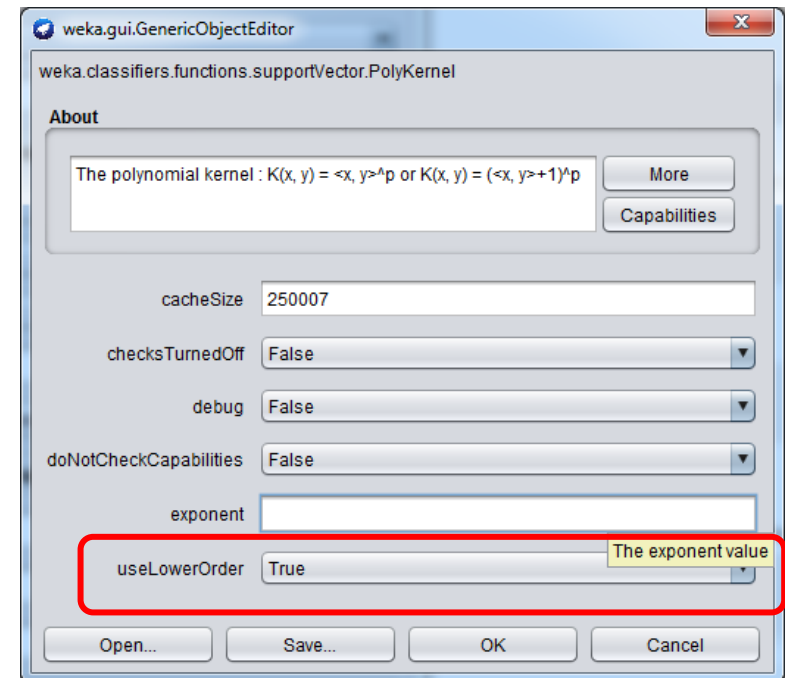 weka.gui.GenericObjectEditor
weka.classifiers.functions.supportVector.PolyKernel
About
The polynomial kernel : K(x, y) = <x, y>^p or K(x, y) = (<x, y>+1)^p
More
Capabilities
cacheSize 250007
checksTurnedOff False
debug False
doNotCheckCapabilities False
exponent
The exponent value
useLowerOrder True
Open... Save... OK Cancel